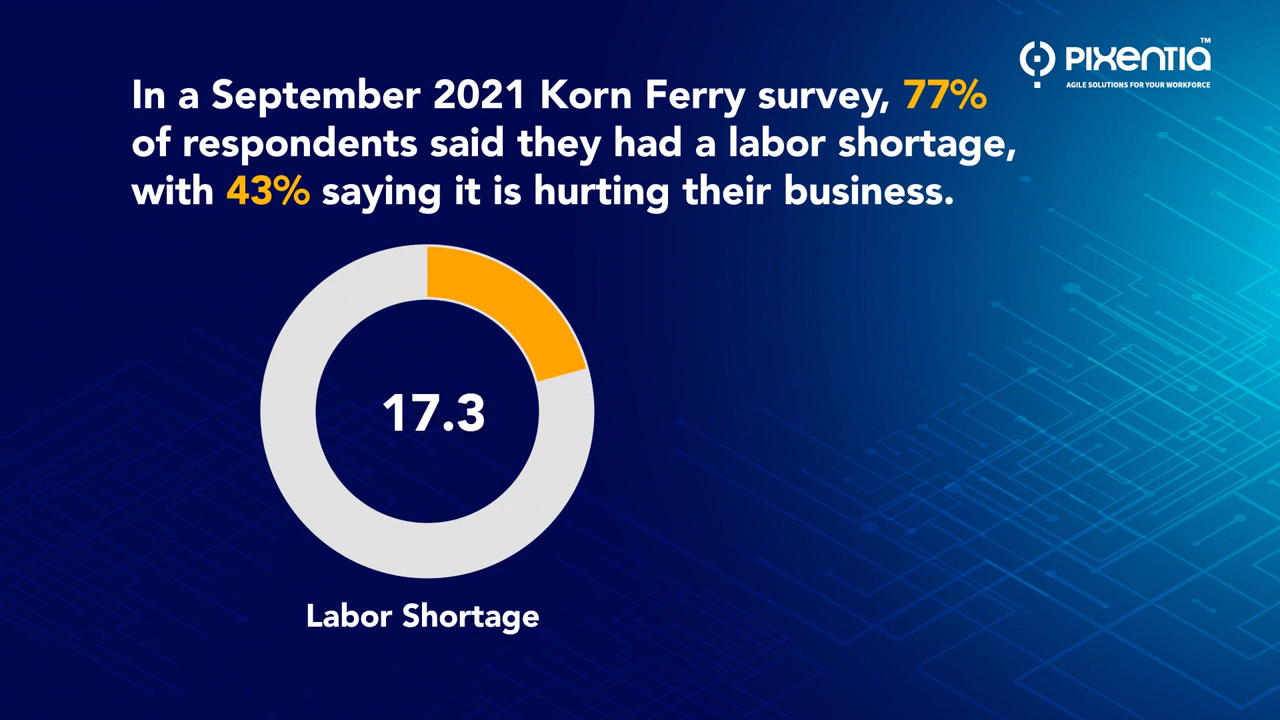 PIXENTIA™
AGILE SOLUTIONS FOR YOUR WORKFORCE
In a September 2021 Korn Ferry survey, 77%
of respondents said they had a labor shortage,
with 43% saying it is hurting their business.
17.3
Labor Shortage